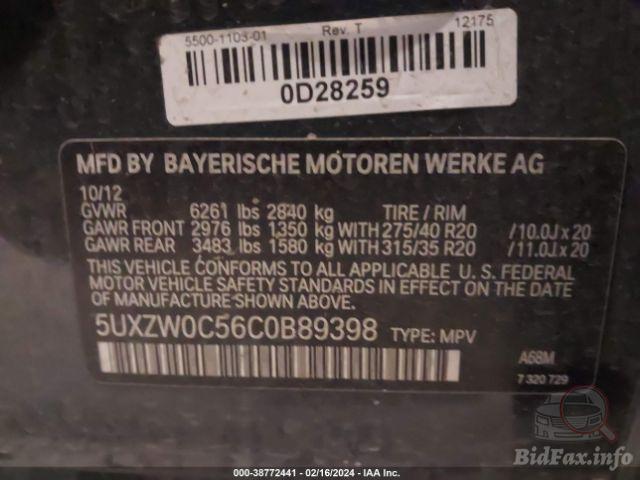 5500-1103-01 Rev. T 12175
0D28259
MFD BY BAYERISCHE MOTOREN WERKE AG
10/12
GVWR 6261 lbs 2840 kg TIRE / RIM
GAWR FRONT 2976 lbs 1350 kg WITH 275/40 R20 /10.0J x 20
GAWR REAR 3483 lbs 1580 kg WITH 315/35 R20 /11.0J x 20
THIS VEHICLE CONFORMS TO ALL APPLICABLE U. S. FEDERAL
MOTOR VEHICLE SAFETY STANDARDS IN EFFECT ON THE DATE
OF MANUFACTURE SHOWN ABOVE.
5UXZW0C56C0B89398 TYPE: MPV
A68M
7 320 729
BidFax.info
000-38772441 - 02/16/2024 - IAA Inc.